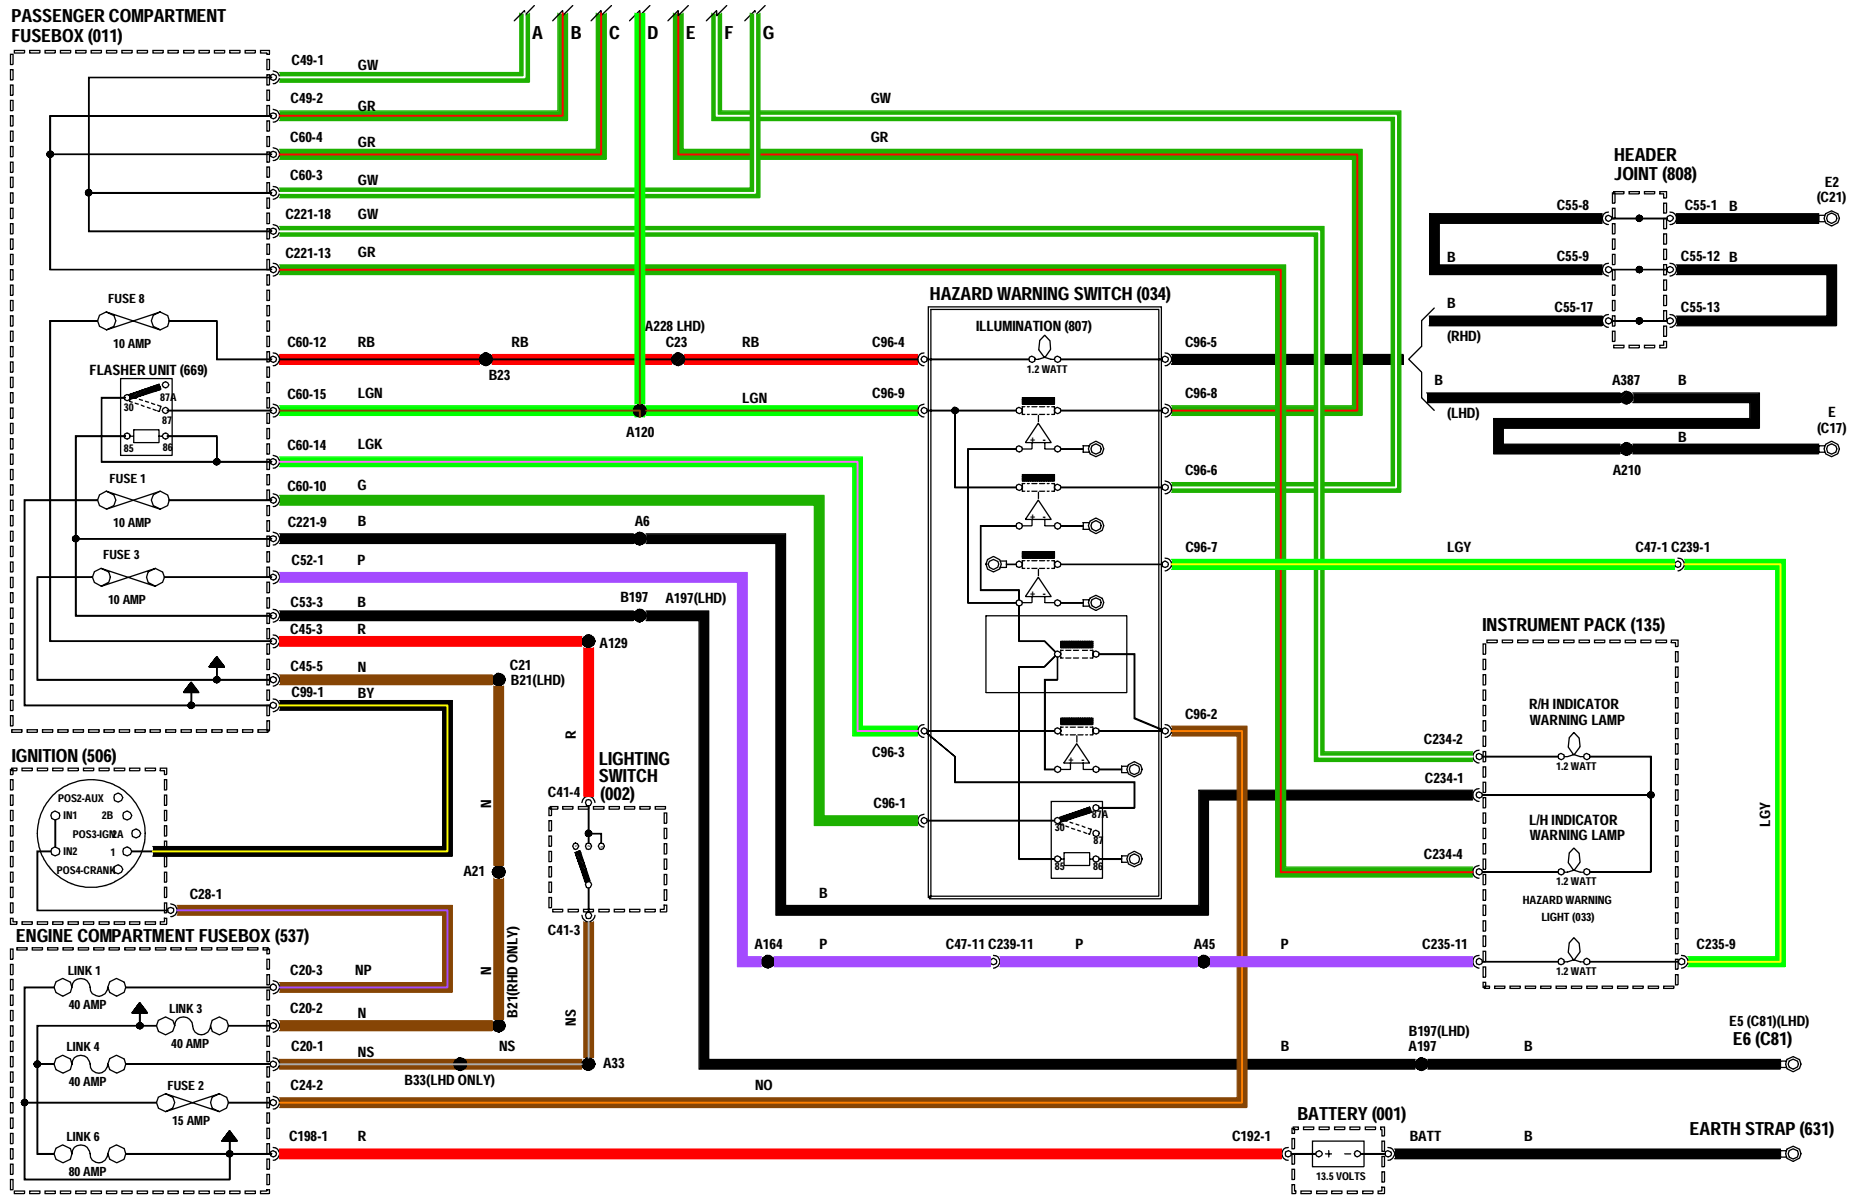 PASSENGER COMPARTMENT
FUSEBOX (011)
A
B
C
D
E
F
G
C49-1
GW
C49-2
GR
C60-4
GR
C60-3
GW
C221-18
GW
C221-13
GR
GW
GR
FUSE 8
10 AMP
FLASHER UNIT (669)
87A
30
87
85
86
FUSE 1
10 AMP
FUSE 3
10 AMP
C60-12
RB
RB
B23
A228 LHD)
C23
RB
C96-4
C60-15
LGN
A120
LGN
C96-9
C60-14
LGK
C60-10
G
C221-9
B
A6
C52-1
P
C53-3
B
B197
A197(LHD)
C45-3
R
A129
C45-5
N
C21
B21(LHD)
C99-1
BY
HAZARD WARNING SWITCH (034)
ILLUMINATION (807)
1.2 WATT
+ -
+ -
+ -
+ -
30
87A
87
85
86
C96-3
C96-1
C96-5
C96-8
C96-6
C96-7
C96-2
HEADER
JOINT (808)
C55-8
C55-1
B
E2
(C21)
B
C55-9
C55-12
B
B
(RHD)
C55-17
C55-13
B
(LHD)
A387
B
E
(C17)
B
A210
LGY
C47-1 C239-1
LGY
INSTRUMENT PACK (135)
R/H INDICATOR
WARNING LAMP
1.2 WATT
L/H INDICATOR
WARNING LAMP
1.2 WATT
HAZARD WARNING
LIGHT (033)
1.2 WATT
C234-2
C234-1
C234-4
C235-11
C235-9
IGNITION (506)
POS2-AUX
IN1
2B
POS3-IGN
2A
IN2
1
POS4-CRANK
C28-1
N
A21
N
B21(RHD ONLY)
R
LIGHTING
SWITCH
(002)
C41-4
C41-3
NS
B
A164
P
C47-11 C239-11
P
A45
P
ENGINE COMPARTMENT FUSEBOX (537)
LINK 1
40 AMP
LINK 3
40 AMP
LINK 4
40 AMP
FUSE 2
15 AMP
LINK 6
80 AMP
C20-3
NP
C20-2
N
C20-1
NS
B33(LHD ONLY)
NS
A33
C24-2
NO
C198-1
R
C192-1
B
B197(LHD)
A197
B
E5 (C81)(LHD)
E6 (C81)
BATTERY (001)
+ -
13.5 VOLTS
BATT
B
EARTH STRAP (631)